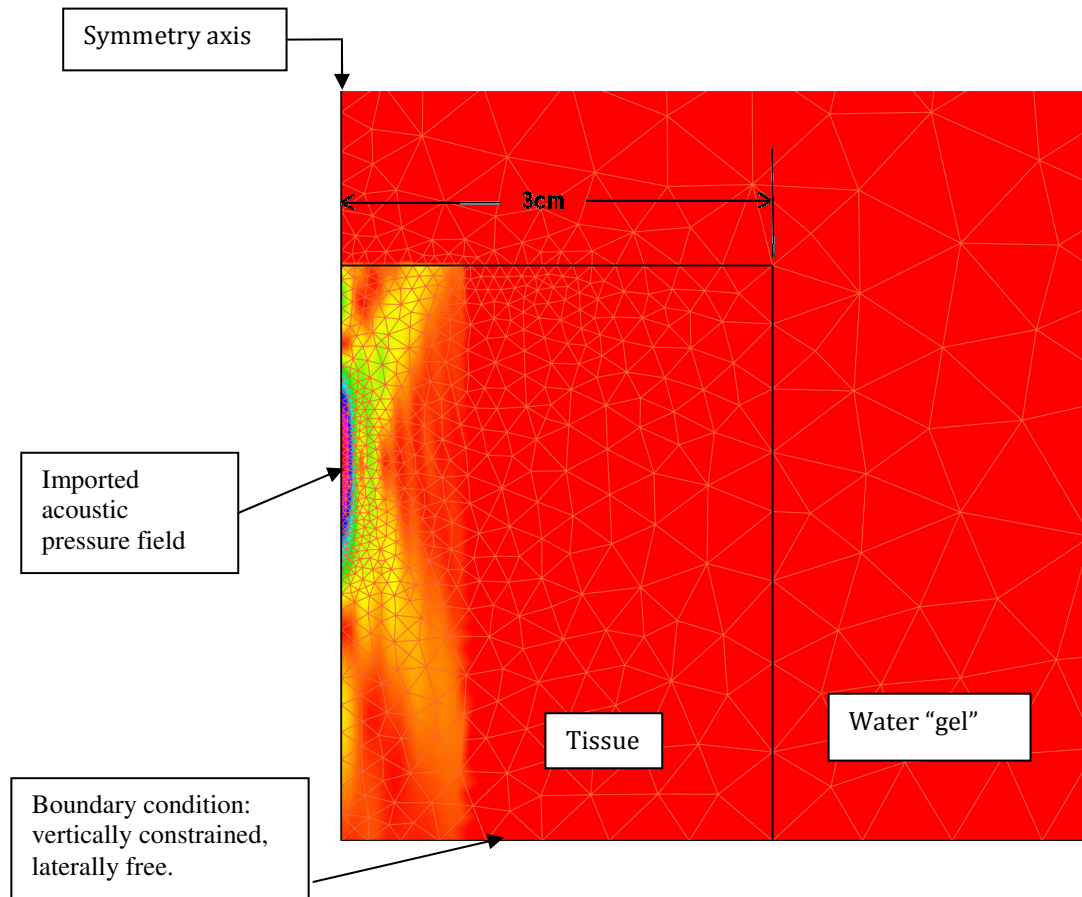 Symmetry axis
3cm
Imported
acoustic
pressure field
Water “gel”
Tissue
Boundary condition:
vertically constrained,
laterally free.